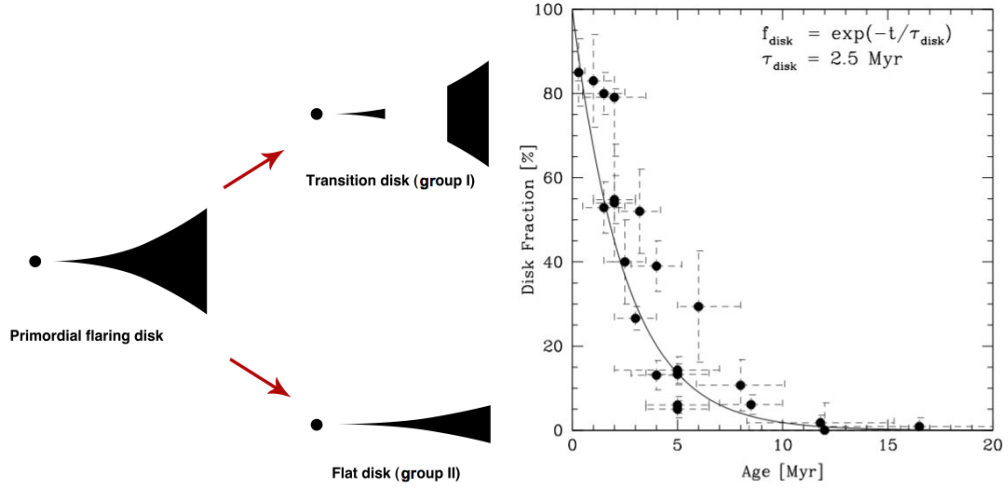 Transition disk (group I)
Primordial flaring disk
Flat disk (group II)
f_disk = exp(-t/τ_disk)
τ_disk = 2.5 Myr
Disk Fraction [%]
100
80
60
40
20
0
0 5 10 15 20
Age [Myr]